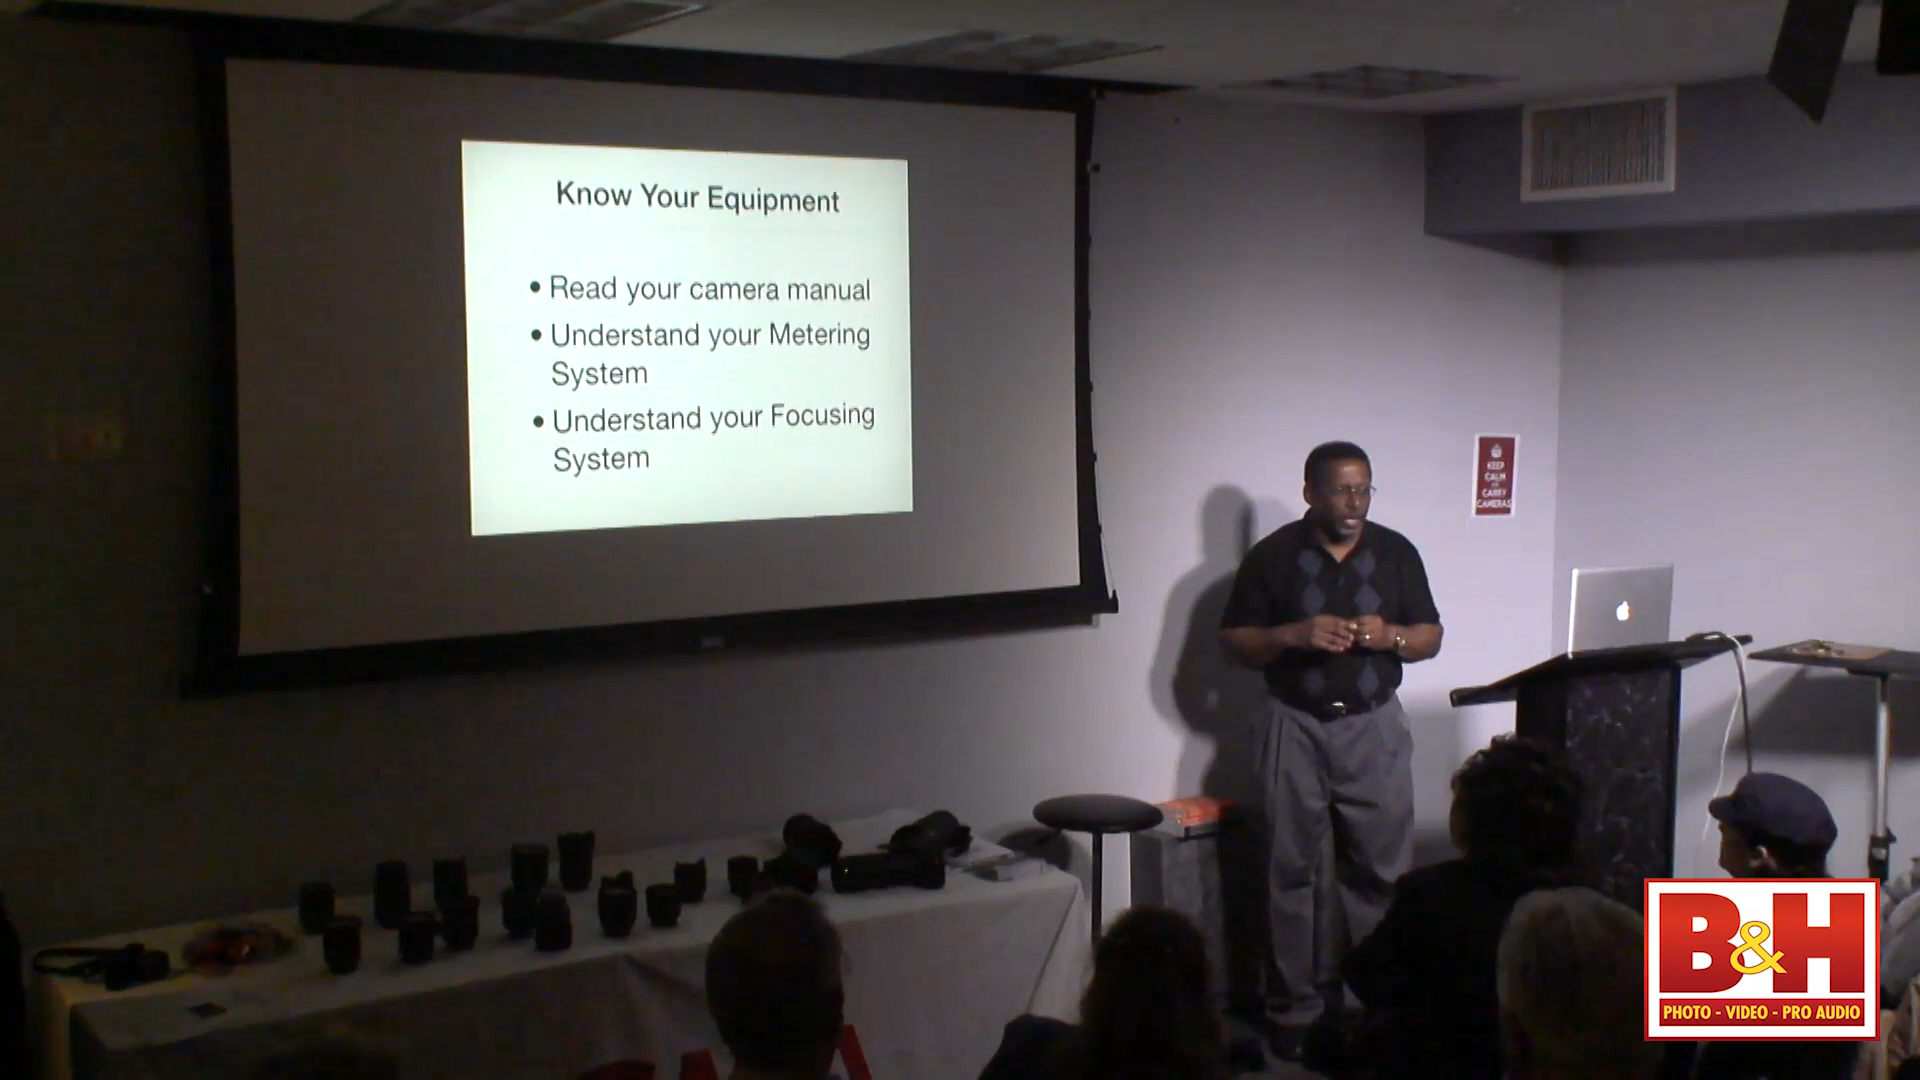 Know Your Equipment
• Read your camera manual
• Understand your Metering
System
• Understand your Focusing
System
KEEP
CALM
AND
CARRY
CAMERAS
B&H
PHOTO - VIDEO - PRO AUDIO